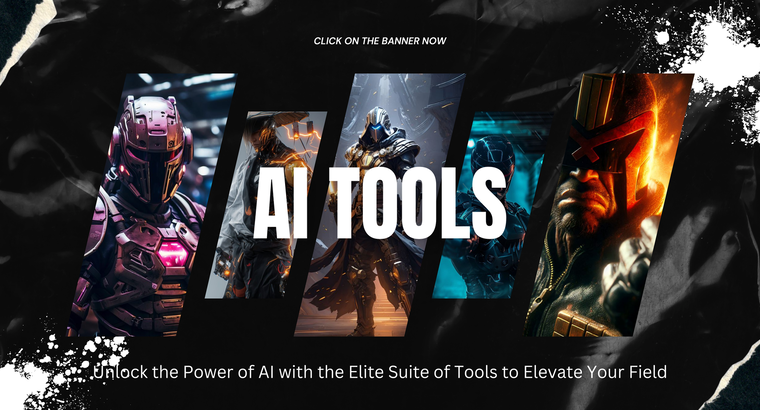 CLICK ON THE BANNER NOW
AI TOOLS
Unlock the Power of AI with the Elite Suite of Tools to Elevate Your Field